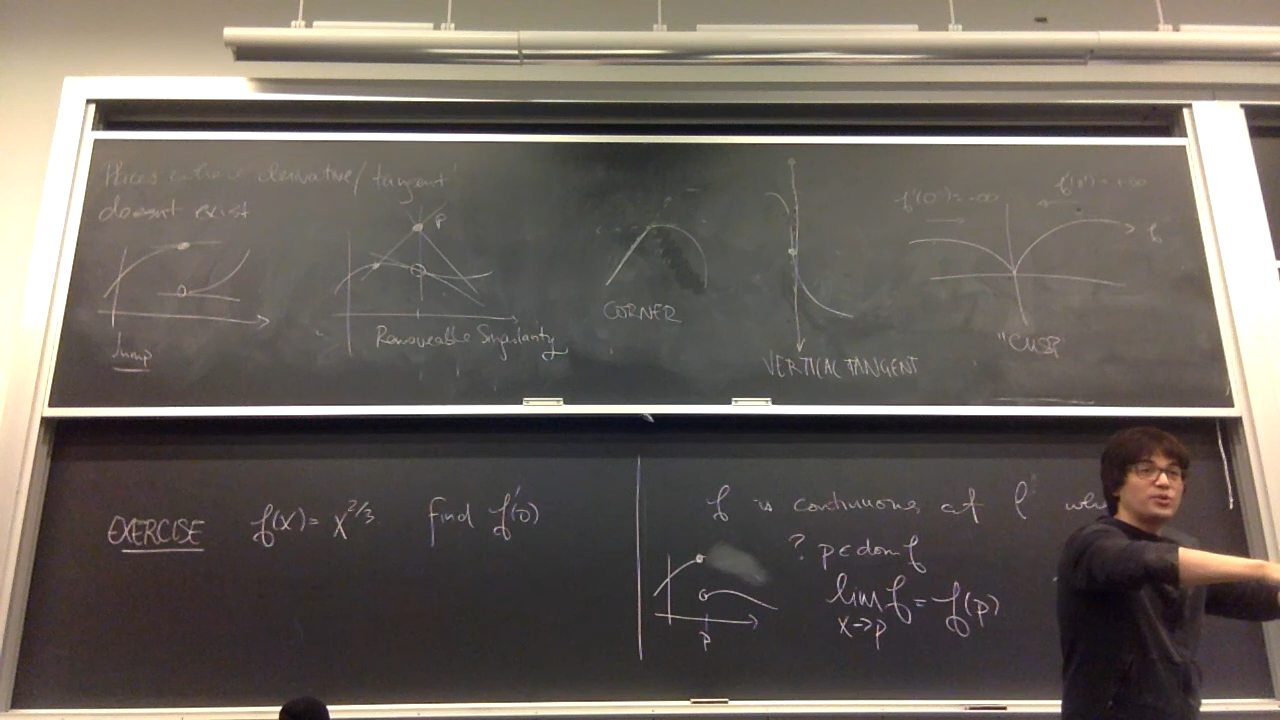 Places where derivative/tangent
doesnt exist
Jump
P
Removeable Singularity
CORNER
VERTICAL TANGENT
f'(0⁻) = -∞
f'(0⁺) = +∞
f
"CUSP"
EXERCISE f(x) = x^{2/3} find f'(0)
f is continuous at
? p∈dom f
lim f = f(p)
x→p
p